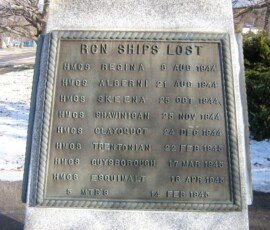 RCN SHIPS LOST
HMCS REGINA 8 AUG 1944
HMCS ALBERNI 21 AUG 1944
HMCS SKEENA 25 OCT 1944
HMCS SHAWINIGAN 25 NOV 1944
HMCS CLAYOQUOT 24 DEC 1944
HMCS TRENTONIAN 22 FEB 1945
HMCS GUYSBOROUGH 17 MAR 1945
HMCS ESQUIMALT 16 APR 1945
5 MTB'S 14 FEB 1945